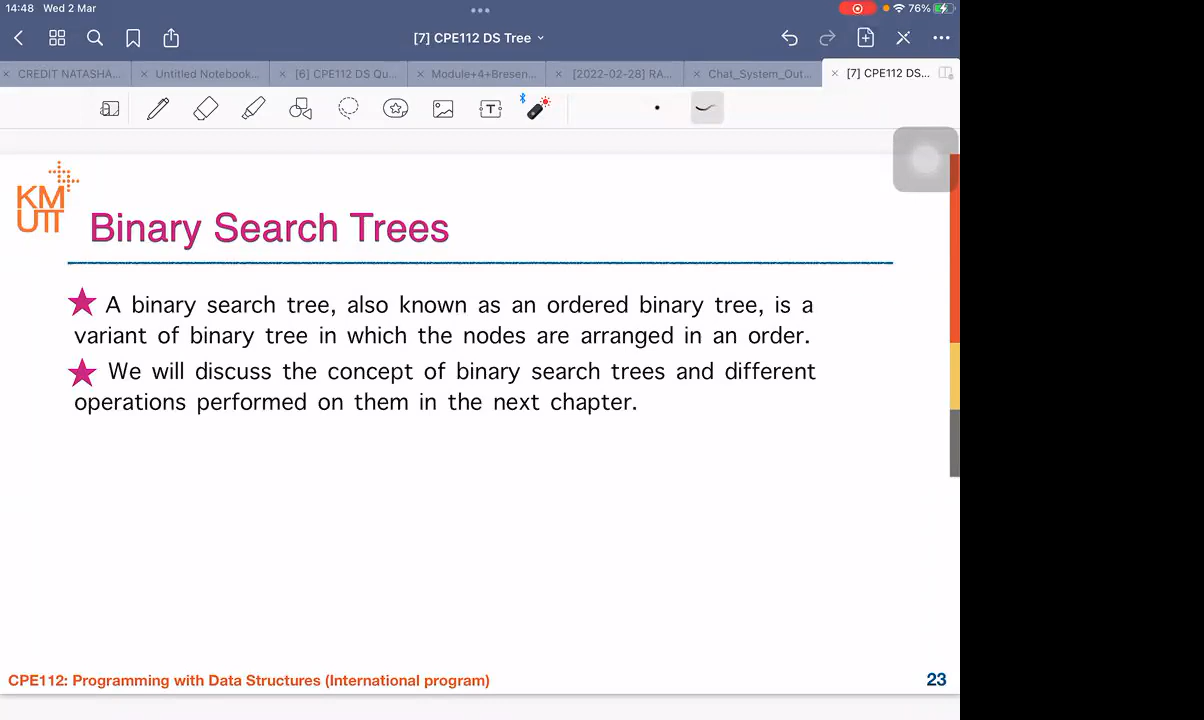 14:48 Wed 2 Mar
76%
[7] CPE112 DS Tree
CREDIT NATASHA...
Untitled Notebook...
[6] CPE112 DS Qu...
Module+4+Bresen...
[2022-02-28] RA...
Chat_System_Out...
[7] CPE112 DS...
T
KM
UTT
Binary Search Trees
A binary search tree, also known as an ordered binary tree, is a
variant of binary tree in which the nodes are arranged in an order.
We will discuss the concept of binary search trees and different
operations performed on them in the next chapter.
CPE112: Programming with Data Structures (International program)
23